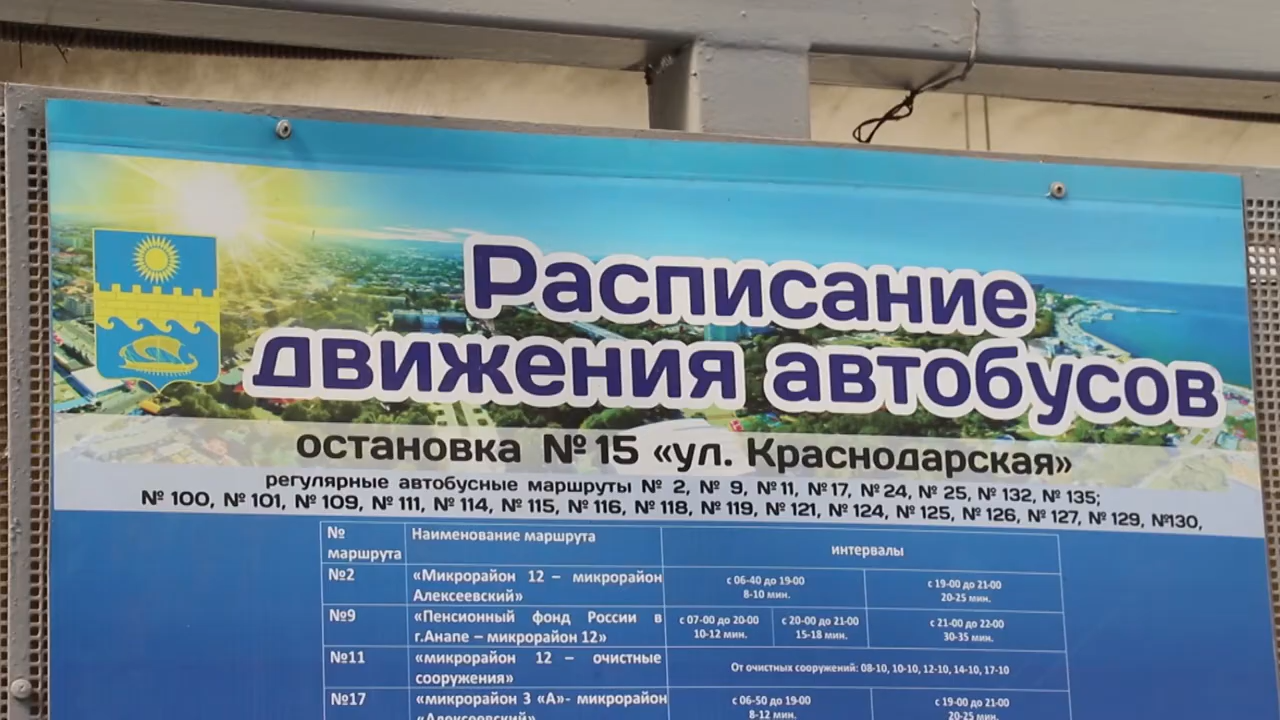 Расписание
движения автобусов
остановка № 15 «ул. Краснодарская»
регулярные автобусные маршруты № 2, № 9, № 11, № 17, № 24, № 25, № 132, № 135;
№ 100, № 101, № 109, № 111, № 114, № 115, № 116, № 118, № 119, № 121, № 124, № 125, № 126, № 127, № 129, №130,
№ маршрута Наименование маршрута интервалы
№2 «Микрорайон 12 – микрорайон с 06-40 до 19-00 с 19-00 до 21-00
Алексеевский» 8-10 мин. 20-25 мин.
№9 «Пенсионный фонд России в с 07-00 до 20-00 с 20-00 до 21-00 с 21-00 до 22-00
г.Анапе – микрорайон 12» 10-12 мин. 15-18 мин. 30-35 мин.
№11 «микрорайон 12 – очистные От очистных сооружений: 08-10, 10-10, 12-10, 14-10, 17-10
сооружения»
№17 «микрорайон 3 «А»- микрорайон с 06-50 до 19-00 с 19-00 до 21-00
«Алексеевский» 8-12 мин. 20-25 мин.